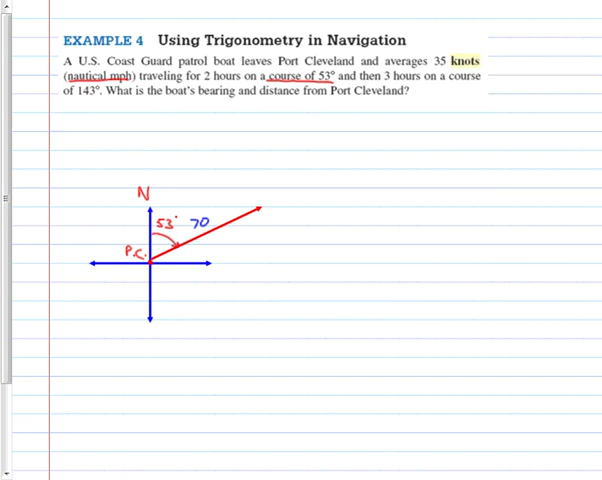 EXAMPLE 4 Using Trigonometry in Navigation
A U.S. Coast Guard patrol boat leaves Port Cleveland and averages 35 knots
(nautical mph) traveling for 2 hours on a course of 53° and then 3 hours on a course
of 143°. What is the boat's bearing and distance from Port Cleveland?
N
53° 70
P.C.